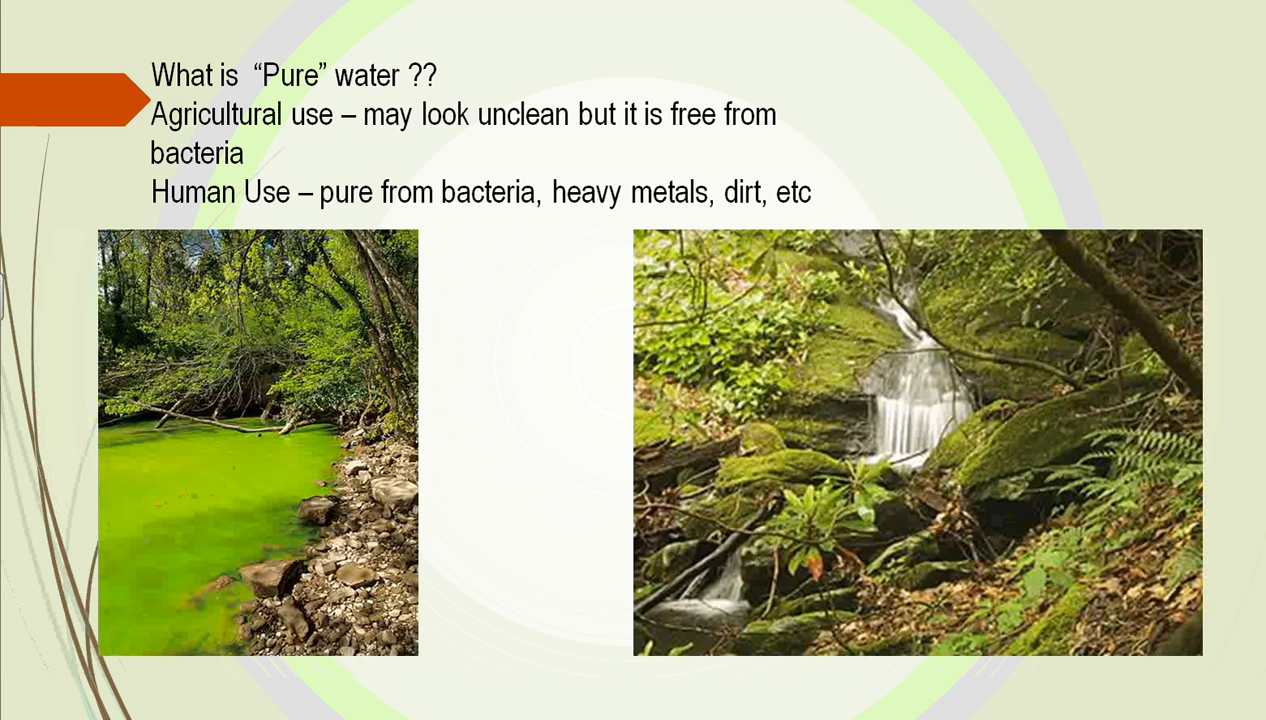 What is  “Pure” water ??
Agricultural use – may look unclean but it is free from
bacteria
Human Use – pure from bacteria, heavy metals, dirt, etc